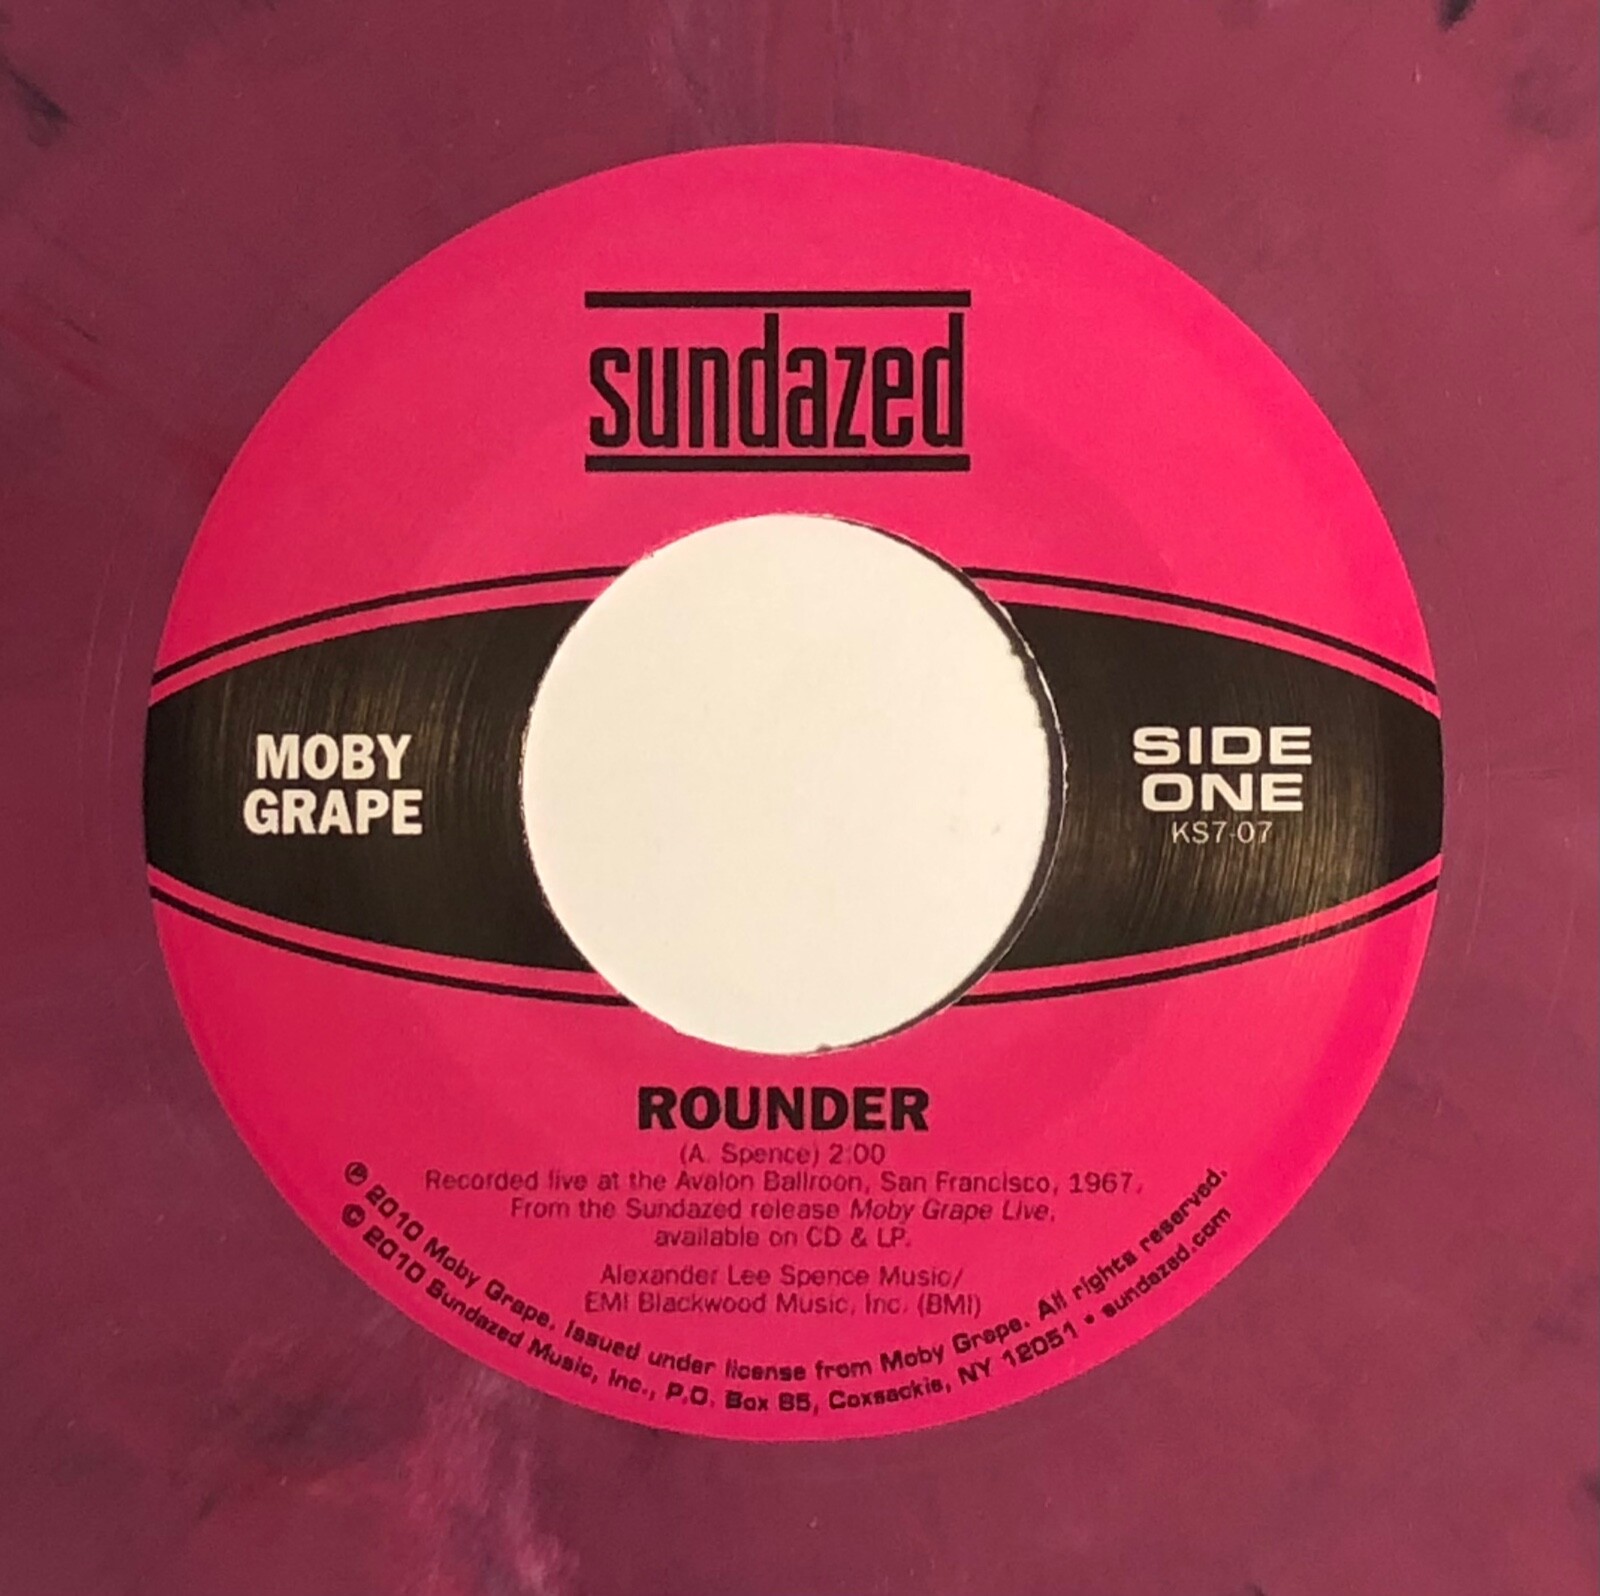 sundazed
MOBY
GRAPE
SIDE
ONE
KS7-07
ROUNDER
(A. Spence) 2:00
Recorded live at the Avalon Ballroon, San Francisco, 1967.
From the Sundazed release Moby Grape Live,
available on CD & LP.
Alexander Lee Spence Music/
EMI Blackwood Music, Inc. (BMI)
℗ 2010 Moby Grape. Issued under license from Moby Grape. All rights reserved.
© 2010 Sundazed Music, Inc., P.O. Box 85, Coxsackie, NY 12051 • sundazed.com